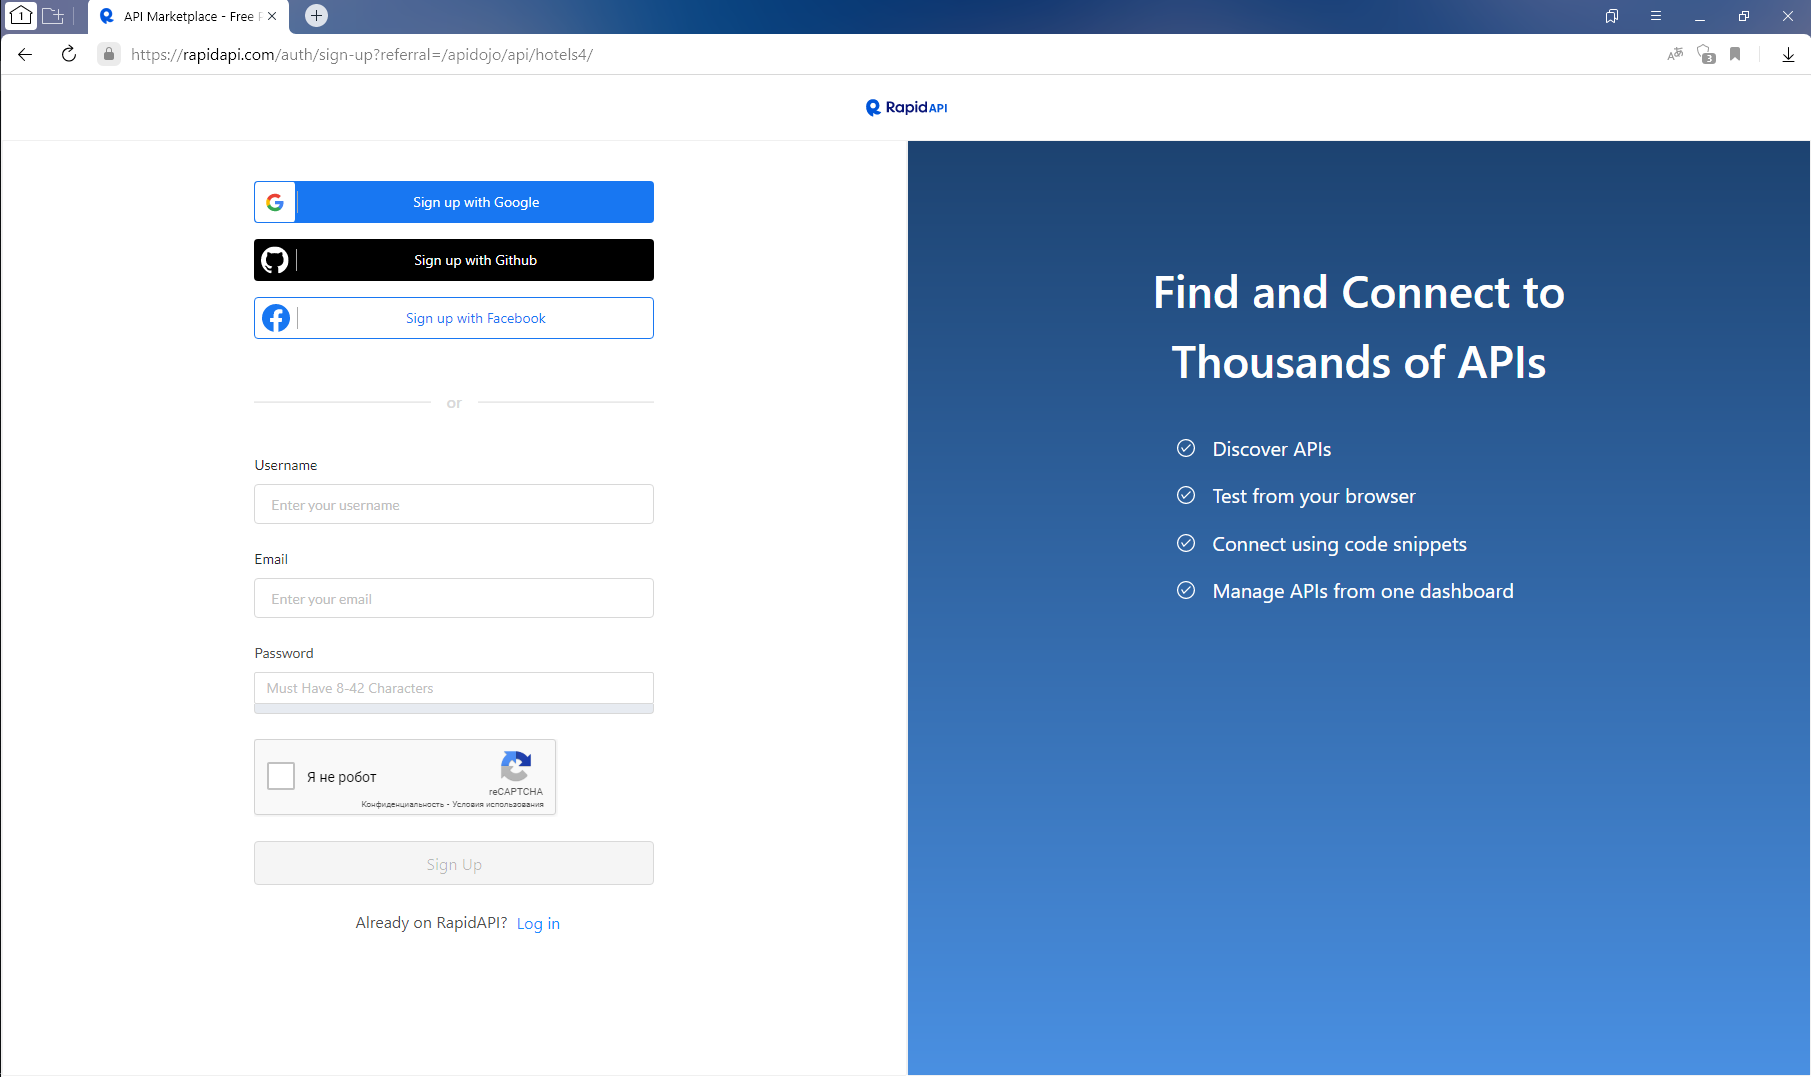 1
API Marketplace - Free
https://rapidapi.com/auth/sign-up?referral=/apidojo/api/hotels4/
3
RapidAPI
Sign up with Google
Sign up with Github
Sign up with Facebook
or
Username
Enter your username
Email
Enter your email
Password
Must Have 8-42 Characters
Я не робот
reCAPTCHA
Конфиденциальность - Условия использования
Sign Up
Already on RapidAPI? Log in
Find and Connect to
Thousands of APIs
Discover APIs
Test from your browser
Connect using code snippets
Manage APIs from one dashboard